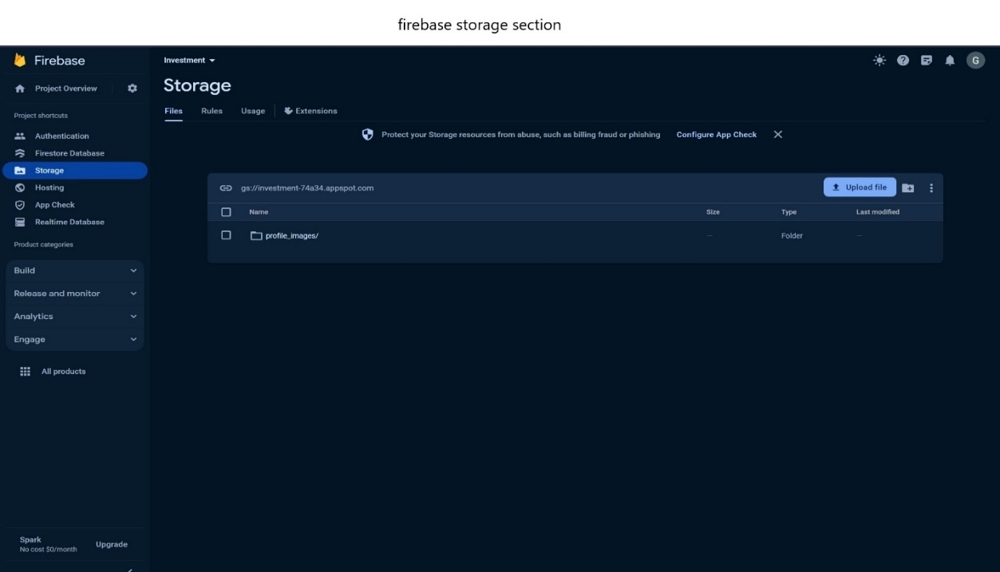 firebase storage section
Firebase
Investment
G
Project Overview
Storage
Project shortcuts
Files Rules Usage Extensions
Authentication
Protect your Storage resources from abuse, such as billing fraud or phishing Configure App Check
Firestore Database
Storage
Hosting
gs://investment-74a34.appspot.com
Upload file
App Check
Name Size Type Last modified
Realtime Database
profile_images/ — Folder —
Product categories
Build
Release and monitor
Analytics
Engage
All products
Spark
No cost $0/month
Upgrade